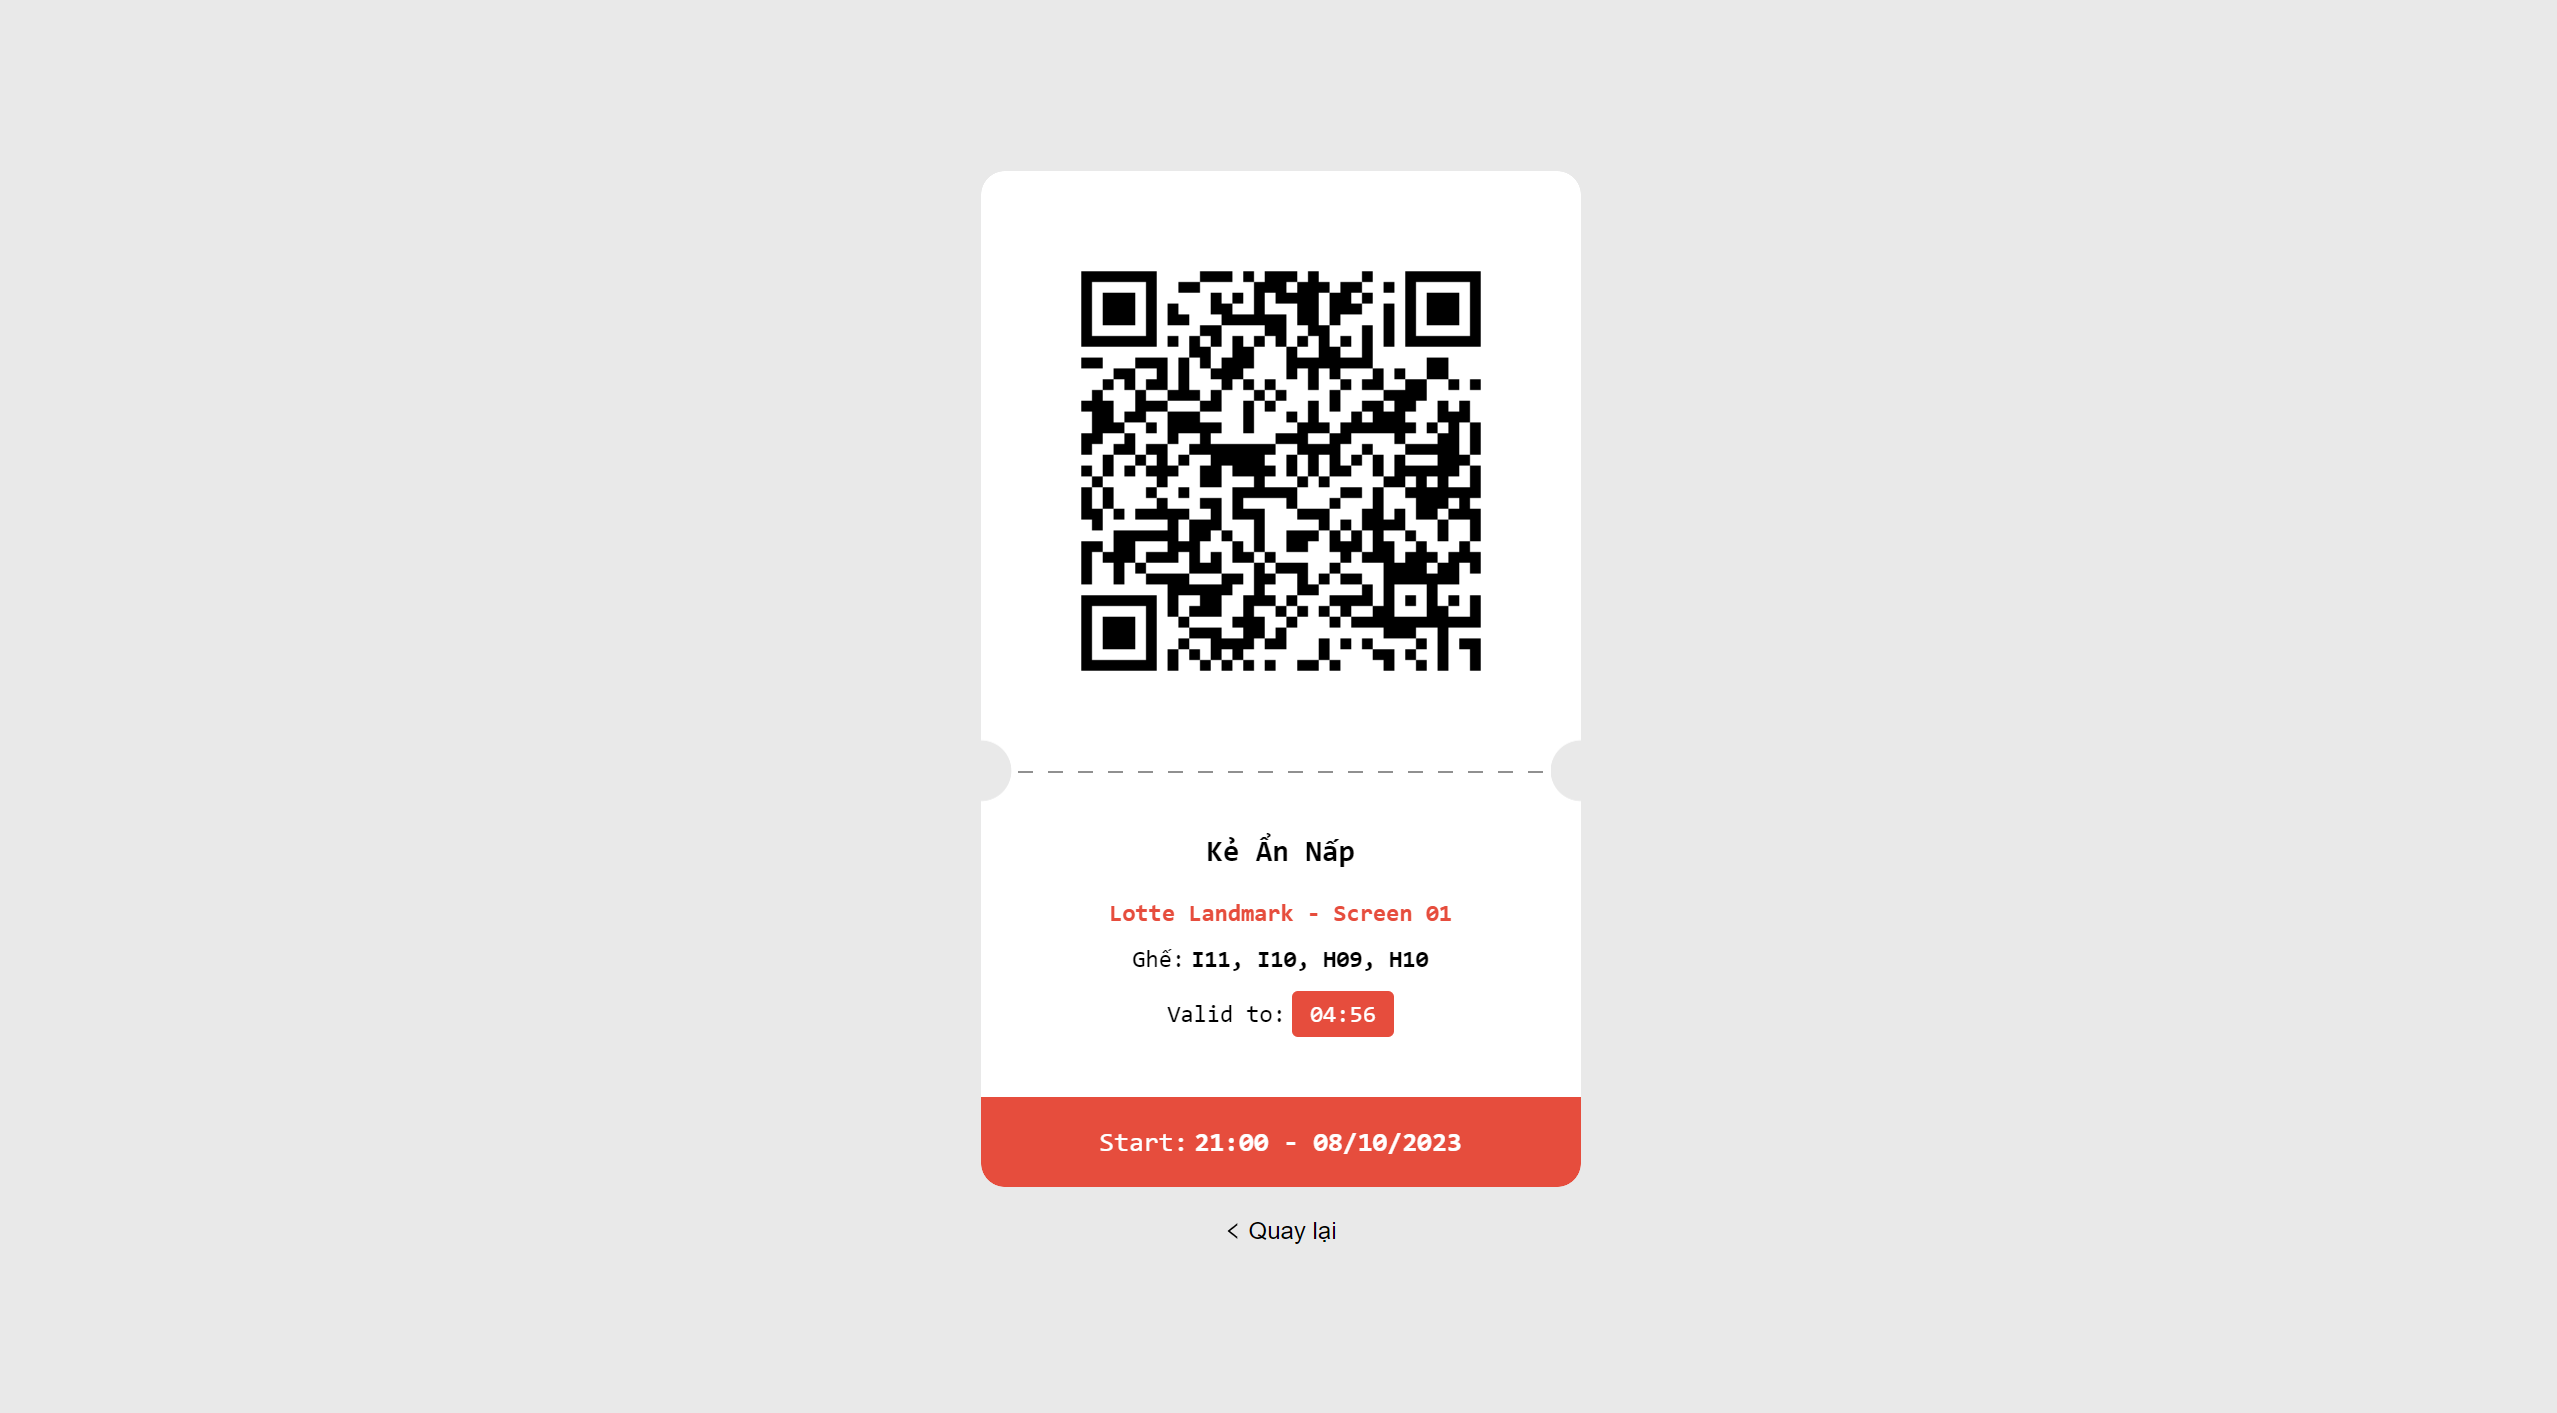 Kẻ Ẩn Nấp
Lotte Landmark - Screen 01
Ghế: I11, I10, H09, H10
Valid to: 04:56
Start: 21:00 - 08/10/2023
< Quay lại